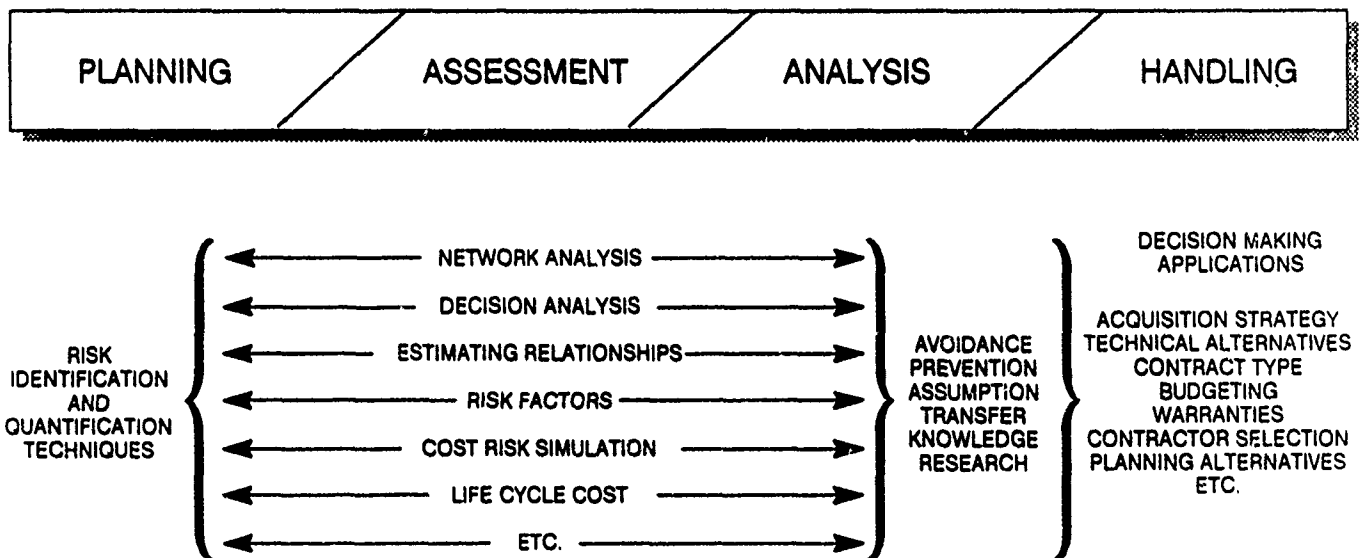 PLANNING ASSESSMENT ANALYSIS HANDLING
RISK
IDENTIFICATION
AND
QUANTIFICATION
TECHNIQUES
NETWORK ANALYSIS
DECISION ANALYSIS
ESTIMATING RELATIONSHIPS
RISK FACTORS
COST RISK SIMULATION
LIFE CYCLE COST
ETC.
AVOIDANCE
PREVENTION
ASSUMPTION
TRANSFER
KNOWLEDGE
RESEARCH
DECISION MAKING
APPLICATIONS
ACQUISITION STRATEGY
TECHNICAL ALTERNATIVES
CONTRACT TYPE
BUDGETING
WARRANTIES
CONTRACTOR SELECTION
PLANNING ALTERNATIVES
ETC.